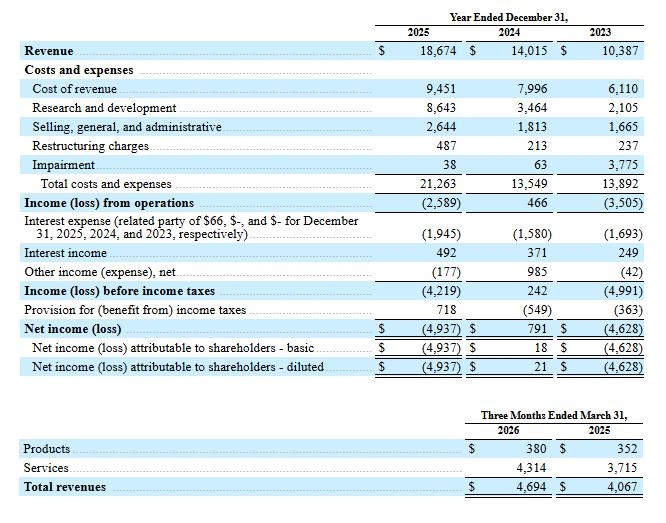 Year Ended December 31,
2025 2024 2023
Revenue $ 18,674 $ 14,015 $ 10,387
Costs and expenses
Cost of revenue 9,451 7,996 6,110
Research and development 8,643 3,464 2,105
Selling, general, and administrative 2,644 1,813 1,665
Restructuring charges 487 213 237
Impairment 38 63 3,775
Total costs and expenses 21,263 13,549 13,892
Income (loss) from operations (2,589) 466 (3,505)
Interest expense (related party of $66, $-, and $- for December
31, 2025, 2024, and 2023, respectively) (1,945) (1,580) (1,693)
Interest income 492 371 249
Other income (expense), net (177) 985 (42)
Income (loss) before income taxes (4,219) 242 (4,991)
Provision for (benefit from) income taxes 718 (549) (363)
Net income (loss) $ (4,937) $ 791 $ (4,628)
Net income (loss) attributable to shareholders - basic $ (4,937) $ 18 $ (4,628)
Net income (loss) attributable to shareholders - diluted $ (4,937) $ 21 $ (4,628)
Three Months Ended March 31,
2026 2025
Products $ 380 $ 352
Services 4,314 3,715
Total revenues $ 4,694 $ 4,067